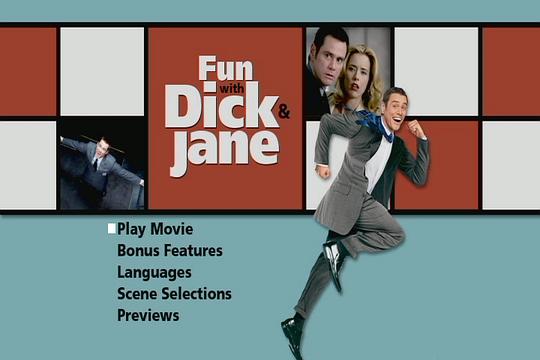 Fun
with
Dick &
Jane
Play Movie
Bonus Features
Languages
Scene Selections
Previews